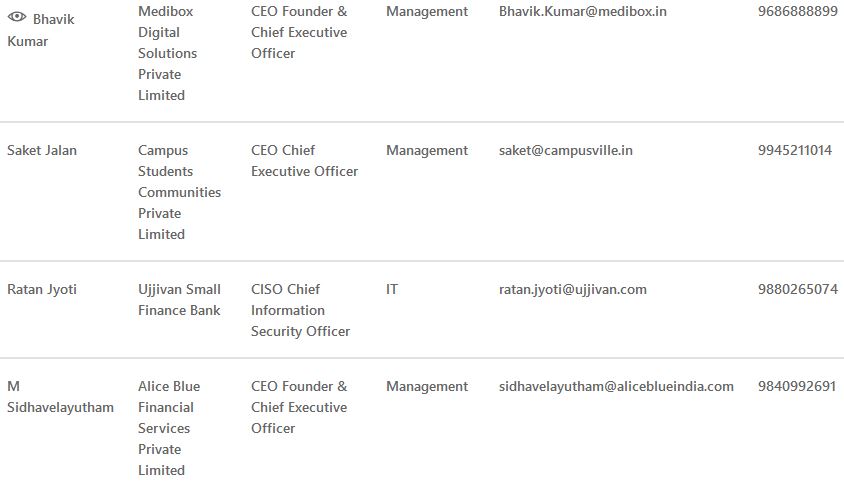 Bhavik Kumar
Medibox Digital Solutions Private Limited
CEO Founder & Chief Executive Officer
Management
Bhavik.Kumar@medibox.in
9686888899
Saket Jalan
Campus Students Communities Private Limited
CEO Chief Executive Officer
Management
saket@campusville.in
9945211014
Ratan Jyoti
Ujjivan Small Finance Bank
CISO Chief Information Security Officer
IT
ratan.jyoti@ujjivan.com
9880265074
M Sidhavelayutham
Alice Blue Financial Services Private Limited
CEO Founder & Chief Executive Officer
Management
sidhavelayutham@aliceblueindia.com
9840992691